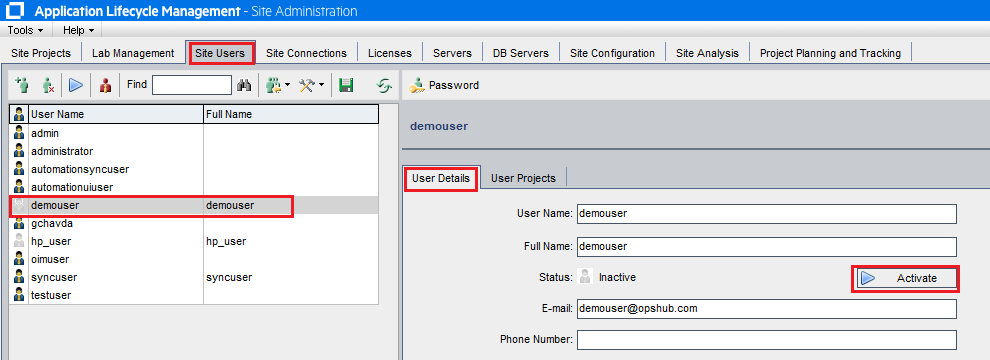 Application Lifecycle Management - Site Administration
Tools Help
Site Projects Lab Management Site Users Site Connections Licenses Servers DB Servers Site Configuration Site Analysis Project Planning and Tracking
Find Password
User Name Full Name
admin
administrator
automationsyncuser
automationuiuser
demouser demouser
gchavda
hp_user hp_user
oimuser
syncuser syncuser
testuser
demouser
User Details User Projects
User Name: demouser
Full Name: demouser
Status: Inactive Activate
E-mail: demouser@opshub.com
Phone Number: